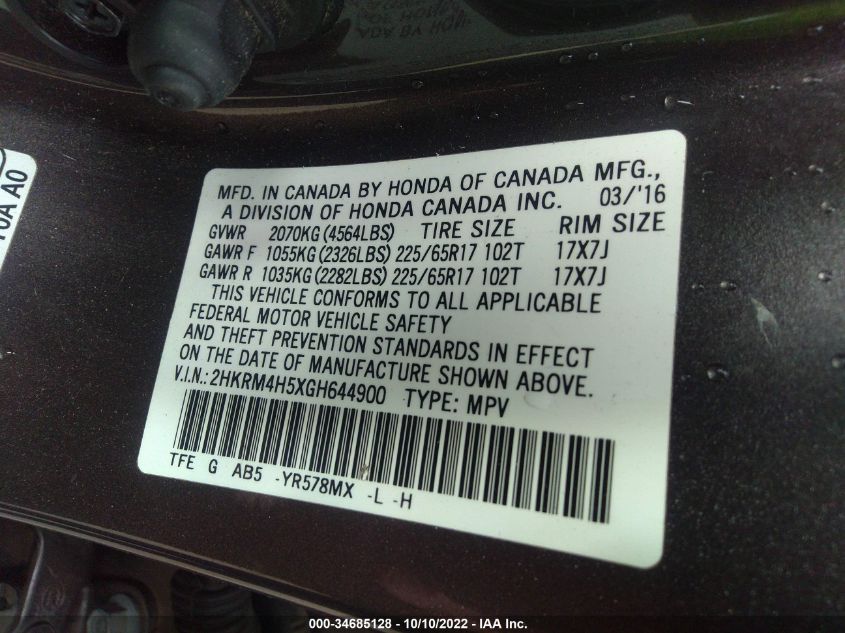 MFD. IN CANADA BY HONDA OF CANADA MFG.,
A DIVISION OF HONDA CANADA INC. 03/'16
GVWR 2070KG (4564LBS) TIRE SIZE RIM SIZE
GAWR F 1055KG (2326LBS) 225/65R17 102T 17X7J
GAWR R 1035KG (2282LBS) 225/65R17 102T 17X7J
THIS VEHICLE CONFORMS TO ALL APPLICABLE
FEDERAL MOTOR VEHICLE SAFETY
AND THEFT PREVENTION STANDARDS IN EFFECT
ON THE DATE OF MANUFACTURE SHOWN ABOVE.
V.I.N.: 2HKRM4H5XGH644900 TYPE: MPV
TFE G AB5 -YR578MX -L -H
10A A0
000-34685128 - 10/10/2022 - IAA Inc.